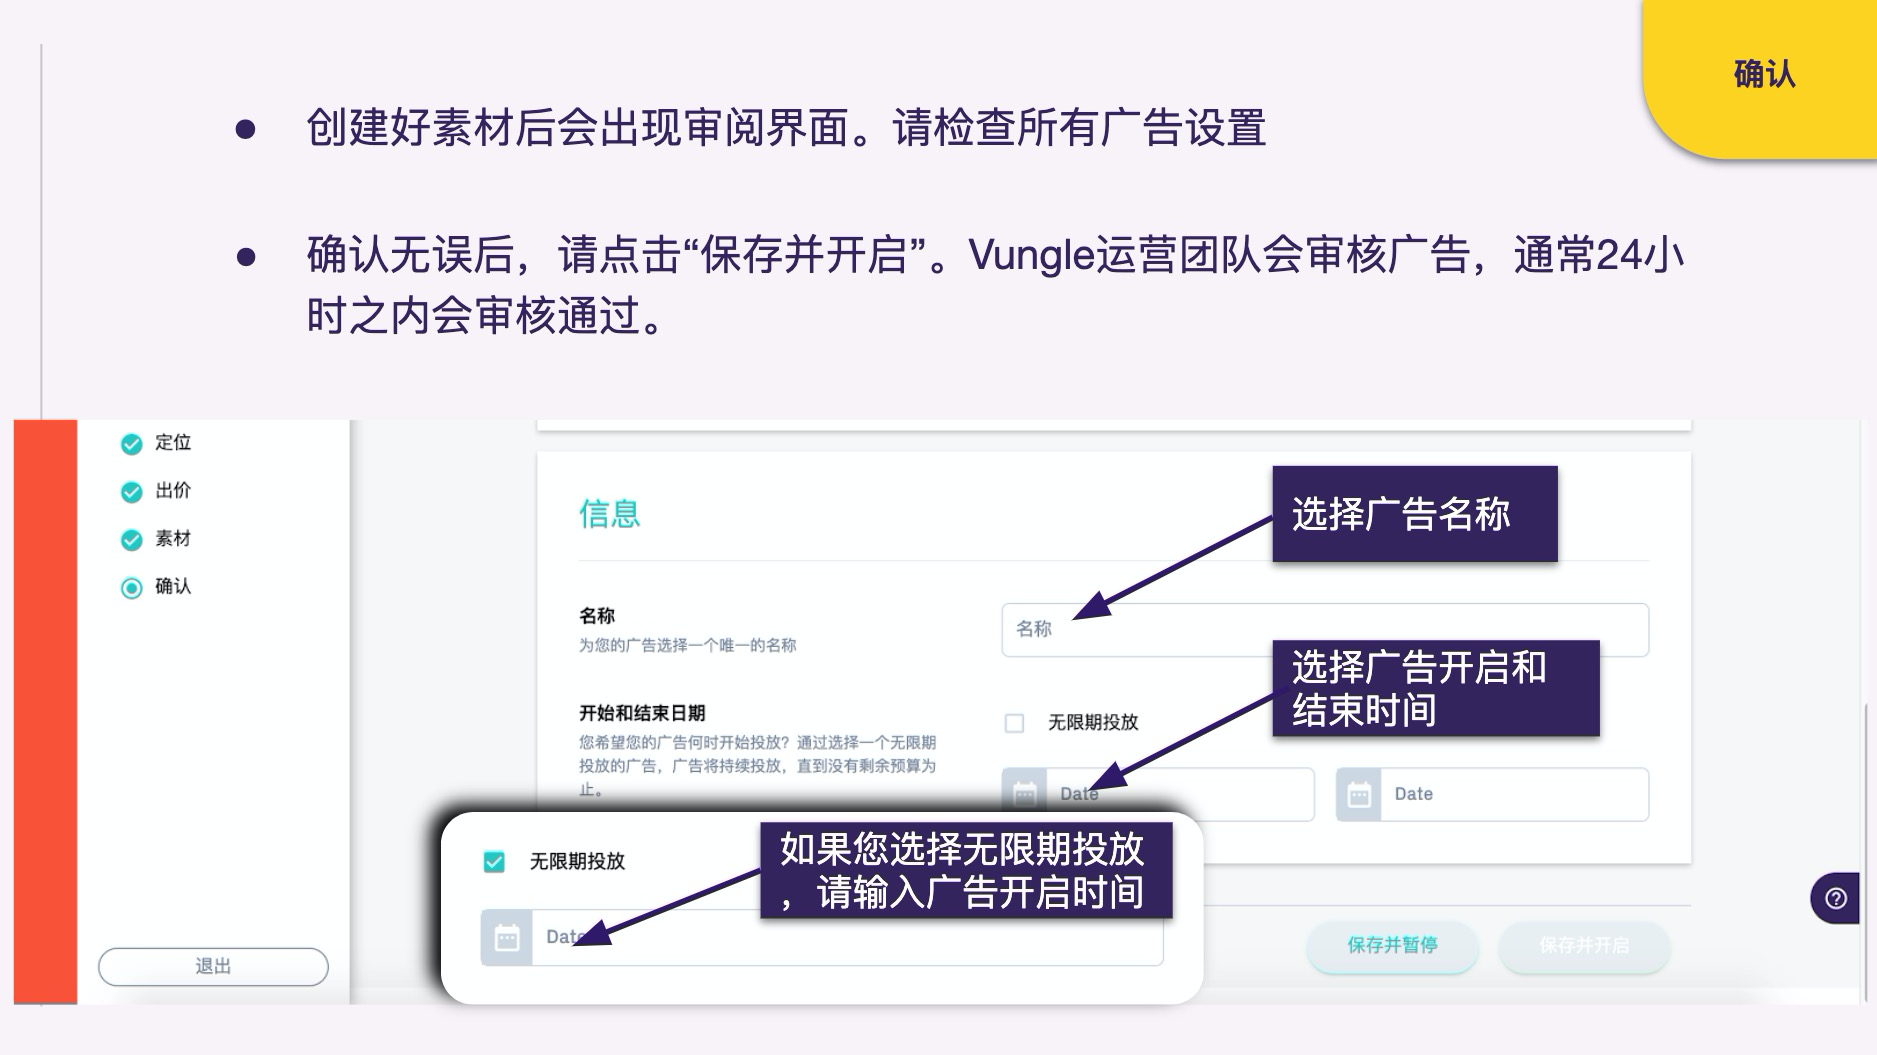 确认
● 创建好素材后会出现审阅界面。请检查所有广告设置
● 确认无误后，请点击“保存并开启”。Vungle运营团队会审核广告，通常24小
时之内会审核通过。
定位
出价
素材
确认
退出
信息
选择广告名称
名称
为您的广告选择一个唯一的名称
名称
选择广告开启和
结束时间
开始和结束日期
您希望您的广告何时开始投放？通过选择一个无限期
投放的广告，广告将持续投放，直到没有剩余预算为
止。
无限期投放
Date
Date
无限期投放
如果您选择无限期投放
，请输入广告开启时间
Date
保存并暂停
保存并开启